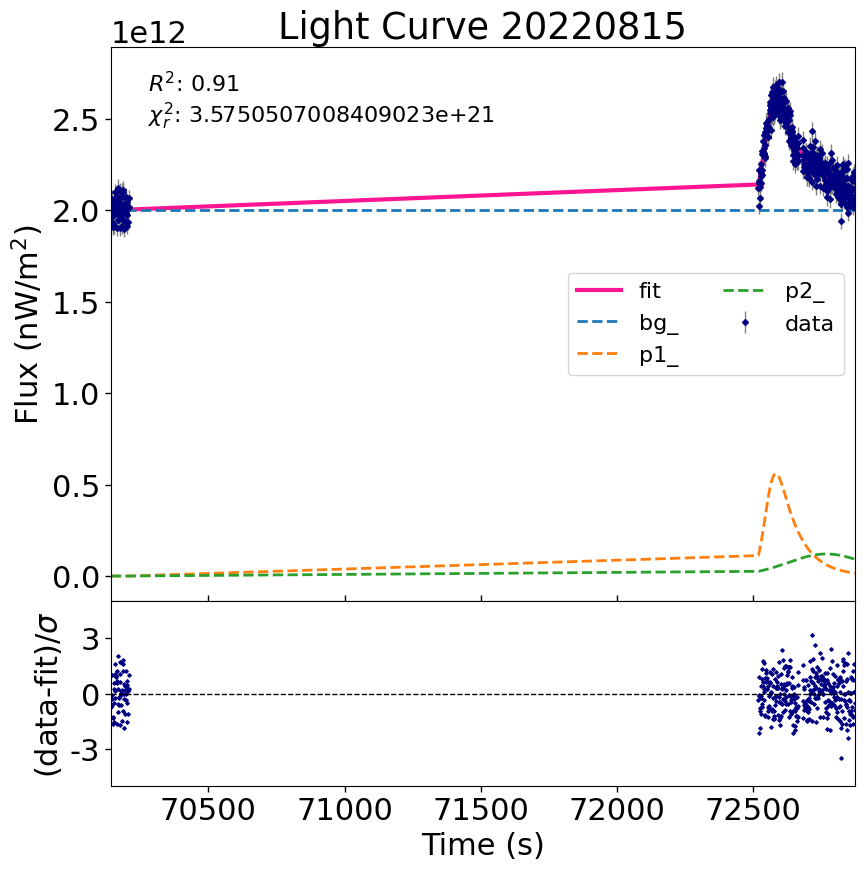 Light Curve 20220815
1e12
R²: 0.91
χ²ᵣ: 3.5750507008409023e+21
2.5
2.0
1.5
1.0
0.5
0.0
Flux (nW/m²)
fit
bg_
p1_
p2_
data
3
0
-3
(data-fit)/σ
70500 71000 71500 72000 72500
Time (s)